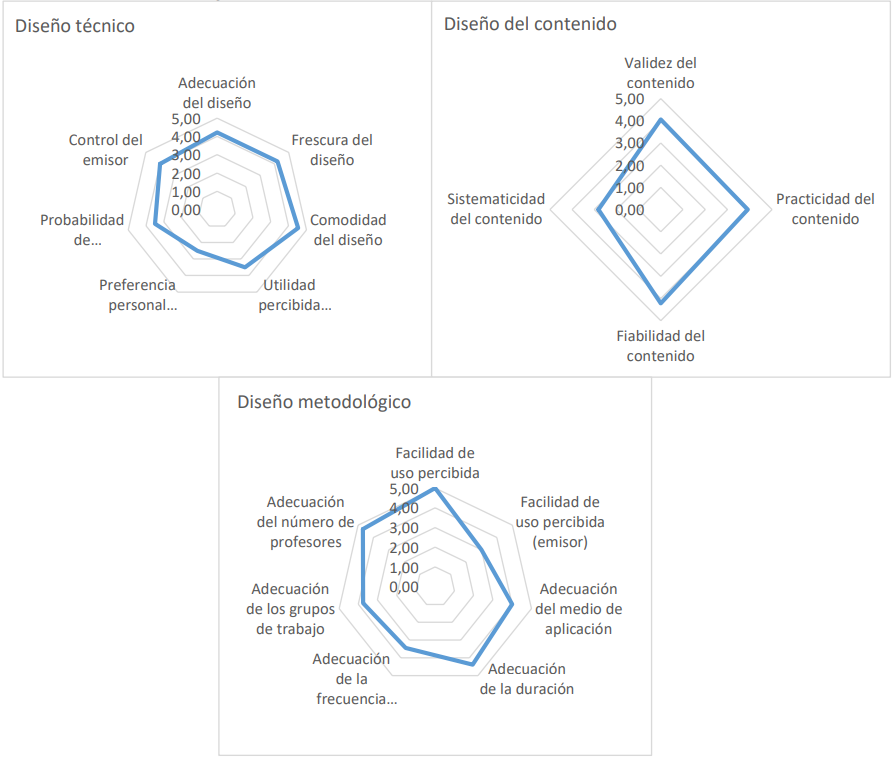 Diseño técnico
Adecuación
del diseño
5,00
4,00
3,00
2,00
1,00
0,00
Frescura del
diseño
Comodidad
del diseño
Utilidad
percibida...
Preferencia
personal...
Probabilidad
de...
Control del
emisor
Diseño del contenido
Validez del
contenido
5,00
4,00
3,00
2,00
1,00
0,00
Practicidad del
contenido
Fiabilidad del
contenido
Sistematicidad
del contenido
Diseño metodológico
Facilidad de
uso percibida
5,00
4,00
3,00
2,00
1,00
0,00
Facilidad de
uso percibida
(emisor)
Adecuación
del medio de
aplicación
Adecuación
de la duración
Adecuación
de la
frecuencia...
Adecuación
de los grupos
de trabajo
Adecuación
del número de
profesores